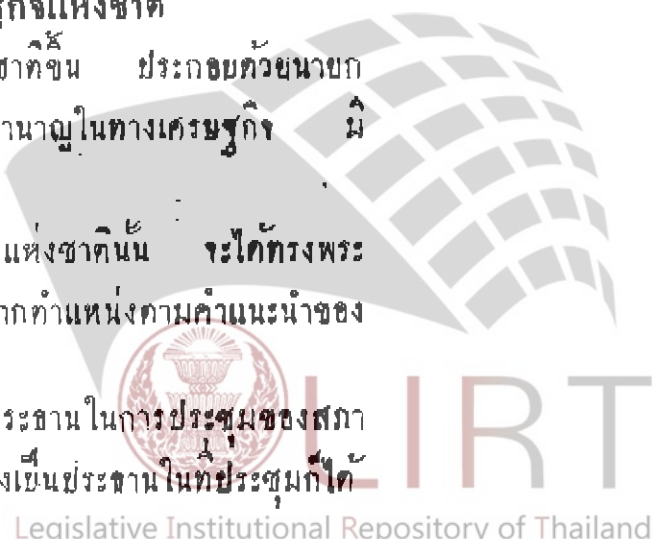 ุกิจแห่งชาติ
ชาติขึ้น ประกอบด้วยนายก
ำนาญในทางเศรษฐกิจ มิ
แห่งชาตินั้น จะได้ทรงพระ
ากตำแหน่งตามคำแนะนำของ
ระธานในการประชุมของสภา
งเป็นประธานในที่ประชุมก็ได้
LIRT
Legislative Institutional Repository of Thailand